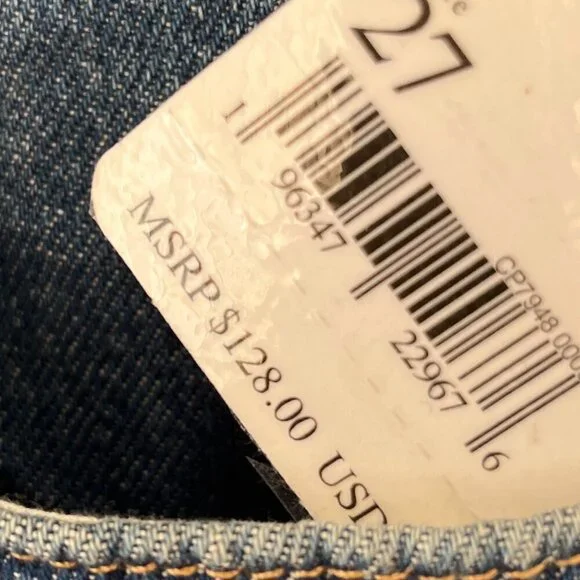 27
1 96347 22967 6
CP7948 000
MSRP $128.00 USD